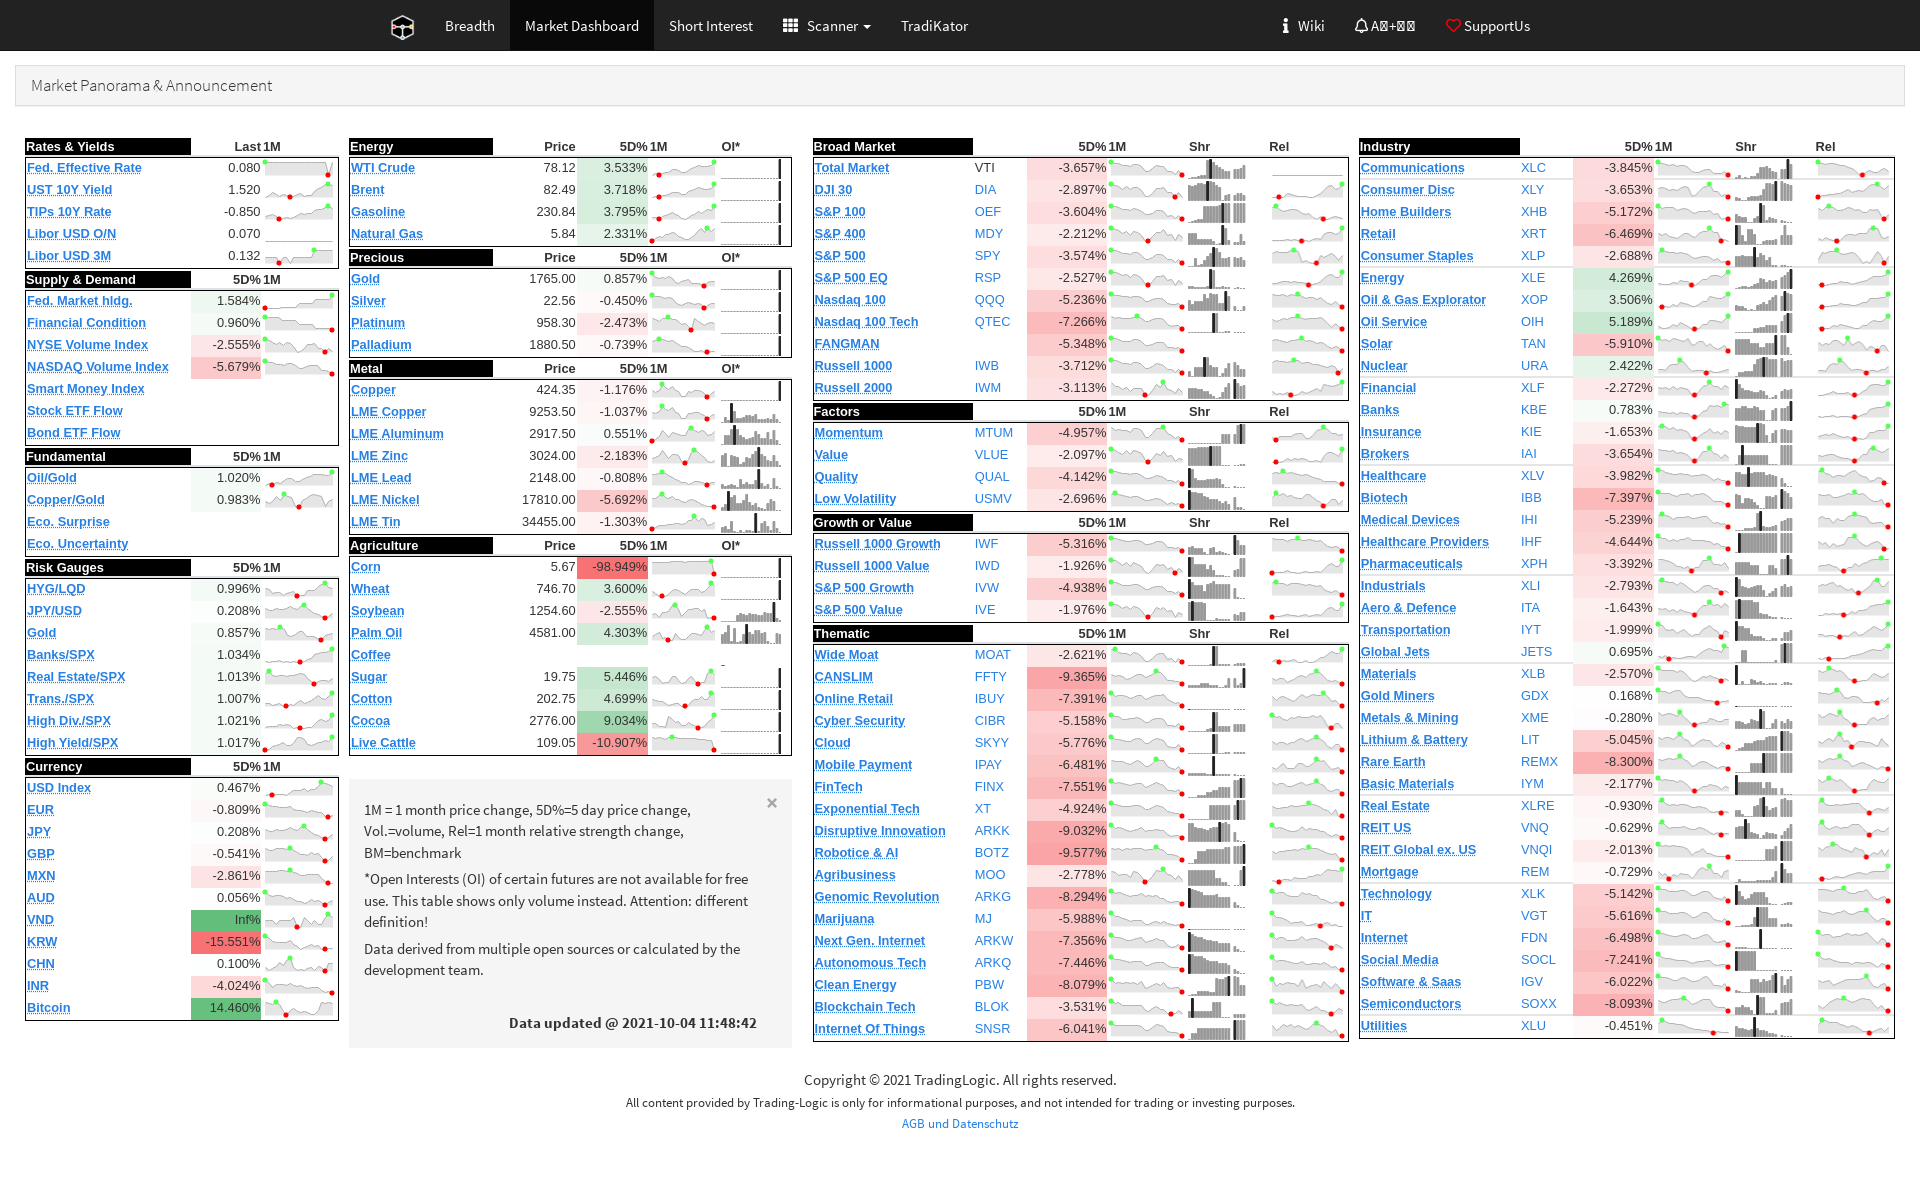 Breadth Market Dashboard Short Interest Scanner TradiKator Wiki SupportUs
Market Panorama & Announcement
Rates & Yields Last 1M
Fed. Effective Rate 0.080
UST 10Y Yield 1.520
TIPs 10Y Rate -0.850
Libor USD O/N 0.070
Libor USD 3M 0.132
Supply & Demand 5D% 1M
Fed. Market hldg. 1.584%
Financial Condition 0.960%
NYSE Volume Index -2.555%
NASDAQ Volume Index -5.679%
Smart Money Index
Stock ETF Flow
Bond ETF Flow
Fundamental 5D% 1M
Oil/Gold 1.020%
Copper/Gold 0.983%
Eco. Surprise
Eco. Uncertainty
Risk Gauges 5D% 1M
HYG/LQD 0.996%
JPY/USD 0.208%
Gold 0.857%
Banks/SPX 1.034%
Real Estate/SPX 1.013%
Trans./SPX 1.007%
High Div./SPX 1.021%
High Yield/SPX 1.017%
Currency 5D% 1M
USD Index 0.467%
EUR -0.809%
JPY 0.208%
GBP -0.541%
MXN -2.861%
AUD 0.056%
VND Inf%
KRW -15.551%
CHN 0.100%
INR -4.024%
Bitcoin 14.460%
Energy Price 5D% 1M OI*
WTI Crude 78.12 3.533%
Brent 82.49 3.718%
Gasoline 230.84 3.795%
Natural Gas 5.84 2.331%
Precious Price 5D% 1M OI*
Gold 1765.00 0.857%
Silver 22.56 -0.450%
Platinum 958.30 -2.473%
Palladium 1880.50 -0.739%
Metal Price 5D% 1M OI*
Copper 424.35 -1.176%
LME Copper 9253.50 -1.037%
LME Aluminum 2917.50 0.551%
LME Zinc 3024.00 -2.183%
LME Lead 2148.00 -0.808%
LME Nickel 17810.00 -5.692%
LME Tin 34455.00 -1.303%
Agriculture Price 5D% 1M OI*
Corn 5.67 -98.949%
Wheat 746.70 3.600%
Soybean 1254.60 -2.555%
Palm Oil 4581.00 4.303%
Coffee
Sugar 19.75 5.446%
Cotton 202.75 4.699%
Cocoa 2776.00 9.034%
Live Cattle 109.05 -10.907%
×
1M = 1 month price change, 5D%=5 day price change,
Vol.=volume, Rel=1 month relative strength change,
BM=benchmark
*Open Interests (OI) of certain futures are not available for free
use. This table shows only volume instead. Attention: different
definition!
Data derived from multiple open sources or calculated by the
development team.
Data updated @ 2021-10-04 11:48:42
Broad Market 5D% 1M Shr Rel
Total Market VTI -3.657%
DJI 30 DIA -2.897%
S&P 100 OEF -3.604%
S&P 400 MDY -2.212%
S&P 500 SPY -3.574%
S&P 500 EQ RSP -2.527%
Nasdaq 100 QQQ -5.236%
Nasdaq 100 Tech QTEC -7.266%
FANGMAN -5.348%
Russell 1000 IWB -3.712%
Russell 2000 IWM -3.113%
Factors 5D% 1M Shr Rel
Momentum MTUM -4.957%
Value VLUE -2.097%
Quality QUAL -4.142%
Low Volatility USMV -2.696%
Growth or Value 5D% 1M Shr Rel
Russell 1000 Growth IWF -5.316%
Russell 1000 Value IWD -1.926%
S&P 500 Growth IVW -4.938%
S&P 500 Value IVE -1.976%
Thematic 5D% 1M Shr Rel
Wide Moat MOAT -2.621%
CANSLIM FFTY -9.365%
Online Retail IBUY -7.391%
Cyber Security CIBR -5.158%
Cloud SKYY -5.776%
Mobile Payment IPAY -6.481%
FinTech FINX -7.551%
Exponential Tech XT -4.924%
Disruptive Innovation ARKK -9.032%
Robotice & AI BOTZ -9.577%
Agribusiness MOO -2.778%
Genomic Revolution ARKG -8.294%
Marijuana MJ -5.988%
Next Gen. Internet ARKW -7.356%
Autonomous Tech ARKQ -7.446%
Clean Energy PBW -8.079%
Blockchain Tech BLOK -3.531%
Internet Of Things SNSR -6.041%
Industry 5D% 1M Shr Rel
Communications XLC -3.845%
Consumer Disc XLY -3.653%
Home Builders XHB -5.172%
Retail XRT -6.469%
Consumer Staples XLP -2.688%
Energy XLE 4.269%
Oil & Gas Explorator XOP 3.506%
Oil Service OIH 5.189%
Solar TAN -5.910%
Nuclear URA 2.422%
Financial XLF -2.272%
Banks KBE 0.783%
Insurance KIE -1.653%
Brokers IAI -3.654%
Healthcare XLV -3.982%
Biotech IBB -7.397%
Medical Devices IHI -5.239%
Healthcare Providers IHF -4.644%
Pharmaceuticals XPH -3.392%
Industrials XLI -2.793%
Aero & Defence ITA -1.643%
Transportation IYT -1.999%
Global Jets JETS 0.695%
Materials XLB -2.570%
Gold Miners GDX 0.168%
Metals & Mining XME -0.280%
Lithium & Battery LIT -5.045%
Rare Earth REMX -8.300%
Basic Materials IYM -2.177%
Real Estate XLRE -0.930%
REIT US VNQ -0.629%
REIT Global ex. US VNQI -2.013%
Mortgage REM -0.729%
Technology XLK -5.142%
IT VGT -5.616%
Internet FDN -6.498%
Social Media SOCL -7.241%
Software & Saas IGV -6.022%
Semiconductors SOXX -8.093%
Utilities XLU -0.451%
Copyright © 2021 TradingLogic. All rights reserved.
All content provided by Trading-Logic is only for informational purposes, and not intended for trading or investing purposes.
AGB und Datenschutz